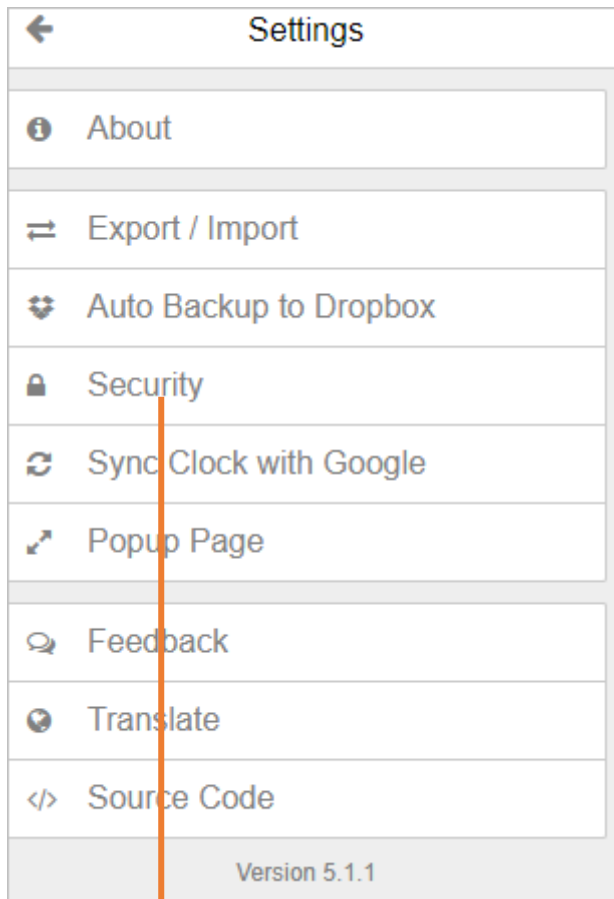 Settings
About
Export / Import
Auto Backup to Dropbox
Security
Sync Clock with Google
Popup Page
Feedback
Translate
Source Code
Version 5.1.1